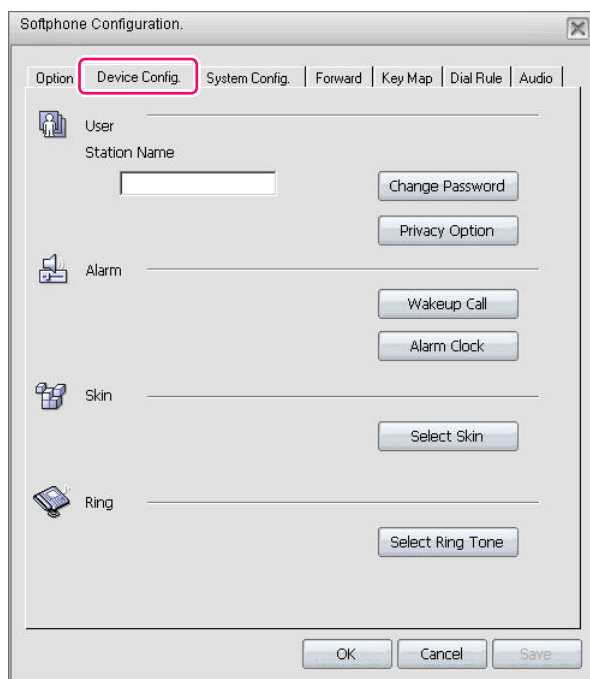 Softphone Configuration.
Option Device Config. System Config. Forward Key Map Dial Rule Audio
User
Station Name
Change Password
Privacy Option
Alarm
Wakeup Call
Alarm Clock
Skin
Select Skin
Ring
Select Ring Tone
OK Cancel Save